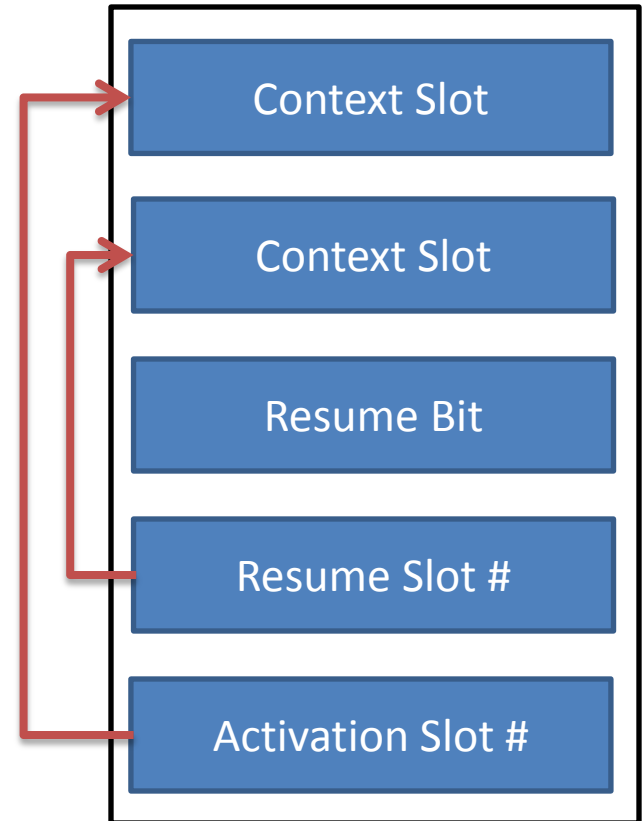 Context Slot
Context Slot
Resume Bit
Resume Slot #
Activation Slot #